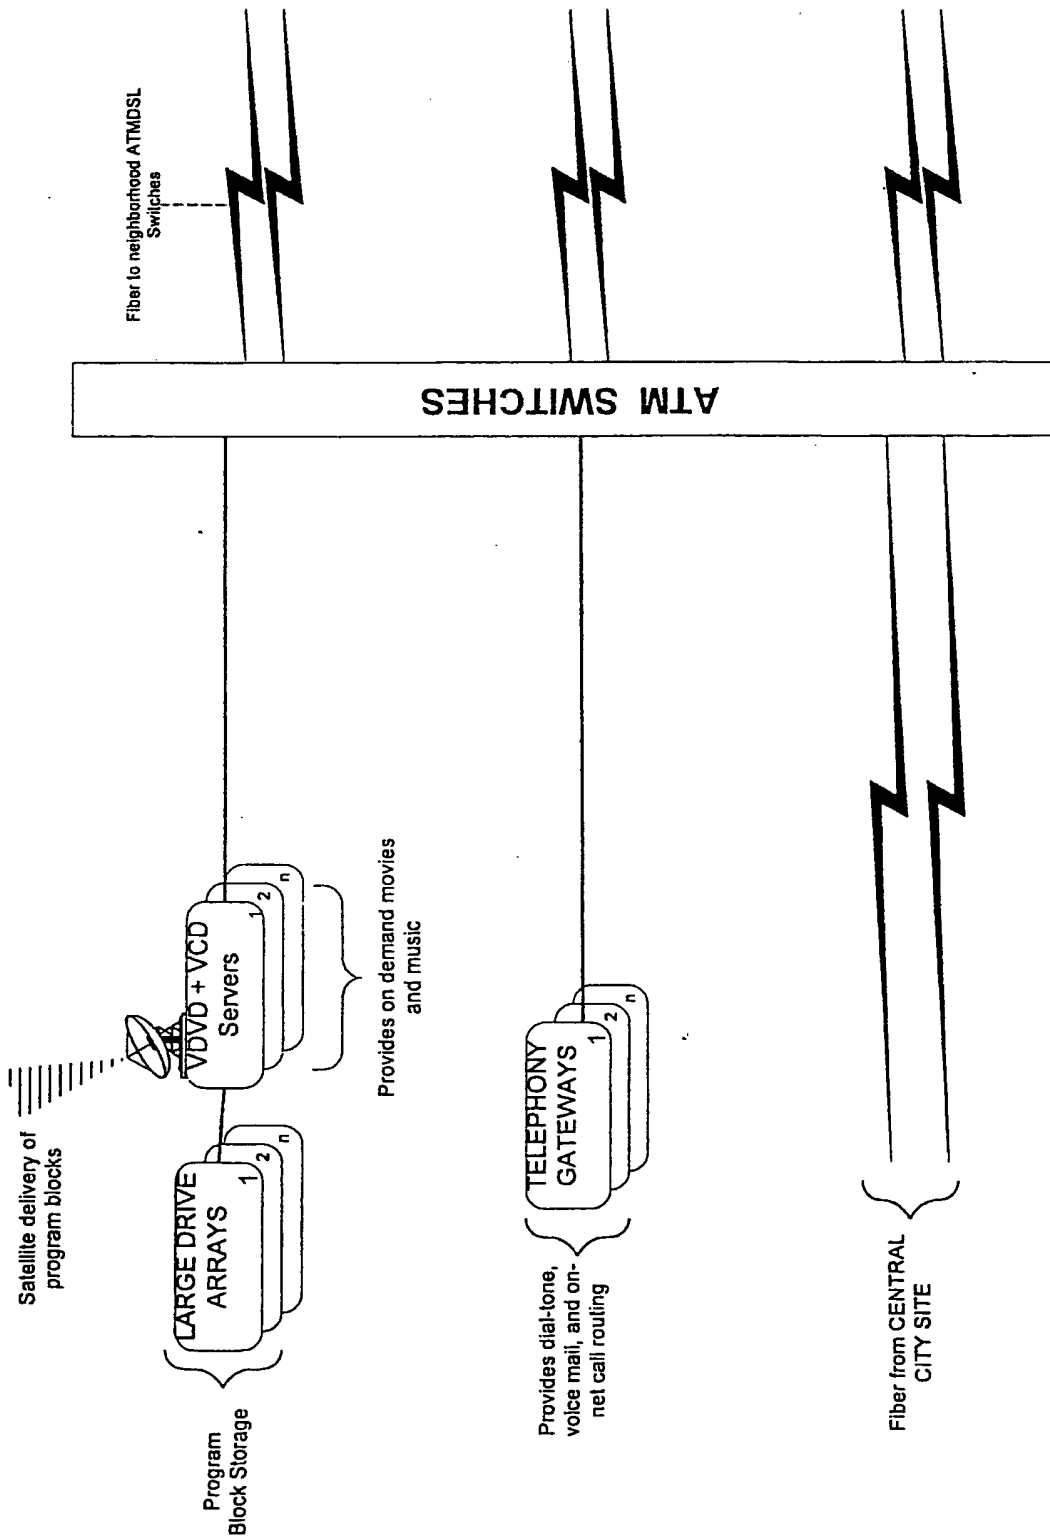 Satellite delivery of
program blocks
Program
Block Storage
LARGE DRIVE
ARRAYS
1
2
n
VDVD + VCD
Servers
1
2
n
Provides on demand movies
and music
Fiber to neighborhood ATMDSL
Switches
ATM SWITCHES
Provides dial-tone,
voice mail, and on-
net call routing
TELEPHONY
GATEWAYS
1
2
n
Fiber from CENTRAL
CITY SITE